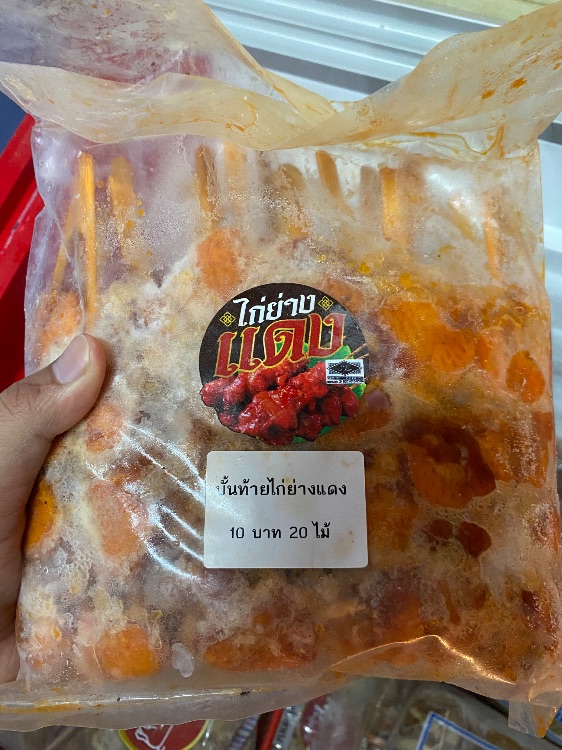 ไก่ย่าง
แดง
บั้นท้ายไก่ย่างแดง
10 บาท 20 ไม้